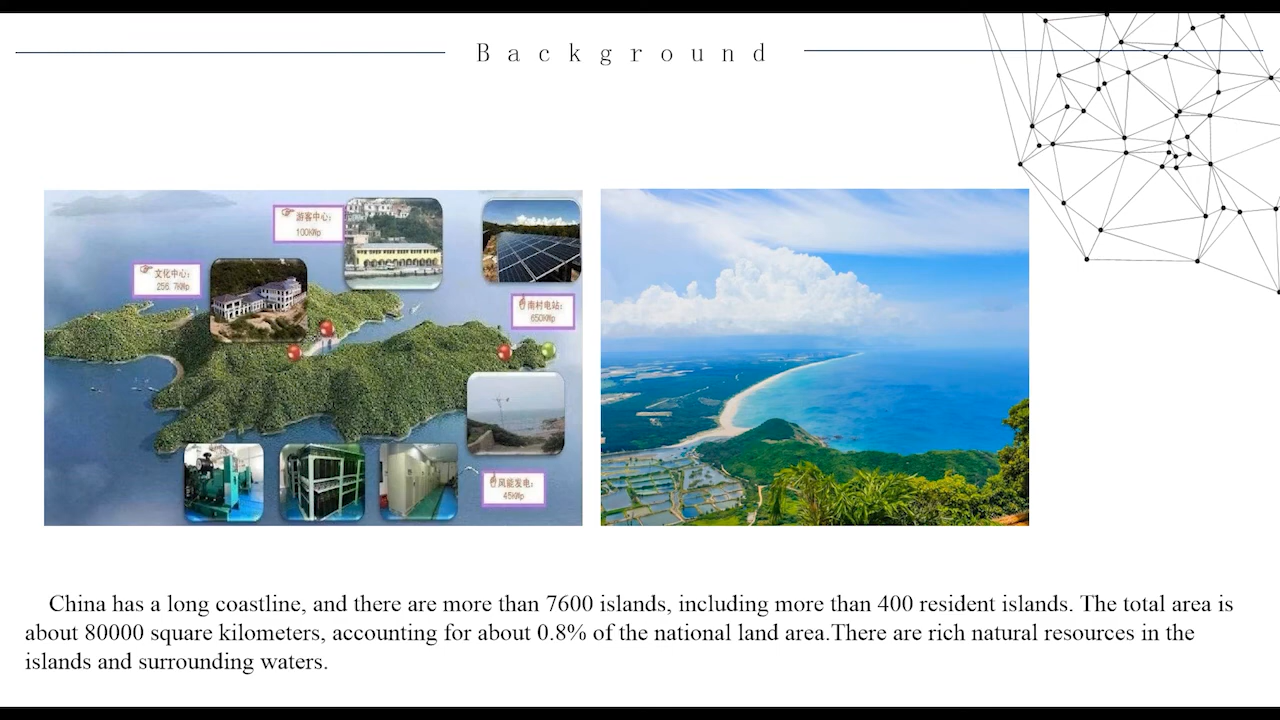 Background
游客中心:
100KWp
文化中心:
256.7KWp
南村电站:
650KWp
风能发电:
45KWp
China has a long coastline, and there are more than 7600 islands, including more than 400 resident islands. The total area is
about 80000 square kilometers, accounting for about 0.8% of the national land area.There are rich natural resources in the
islands and surrounding waters.